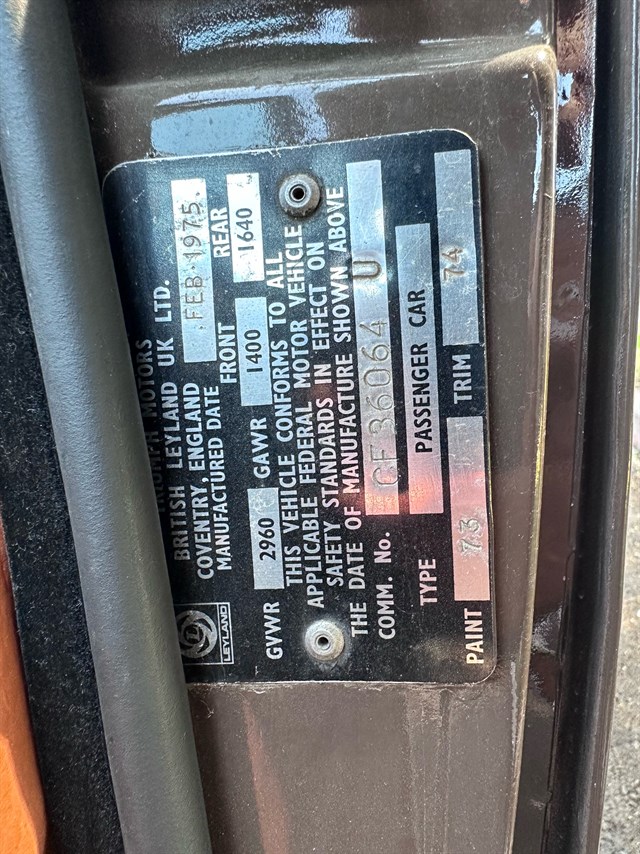 TRIUMPH MOTORS
BRITISH LEYLAND UK LTD.
COVENTRY, ENGLAND
MANUFACTURED DATE FEB 1975.
LEYLAND
FRONT REAR
GVWR 2960 GAWR 1400 1640
THIS VEHICLE CONFORMS TO ALL
APPLICABLE FEDERAL MOTOR VEHICLE
SAFETY STANDARDS IN EFFECT ON
THE DATE OF MANUFACTURE SHOWN ABOVE
COMM. No. CF36064 U
TYPE PASSENGER CAR
PAINT 73 TRIM 74